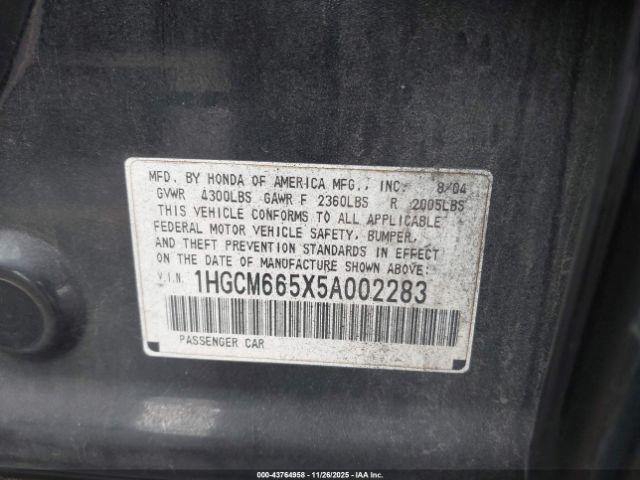 MFD. BY HONDA OF AMERICA MFG., INC. 8/04
GVWR 4300LBS GAWR F 2360LBS R 2005LBS
THIS VEHICLE CONFORMS TO ALL APPLICABLE
FEDERAL MOTOR VEHICLE SAFETY, BUMPER,
AND THEFT PREVENTION STANDARDS IN EFFECT
ON THE DATE OF MANUFACTURE SHOWN ABOVE.
V.I.N. 1HGCM665X5A002283
PASSENGER CAR
000-43764958 - 11/26/2025 - IAAI, Inc.